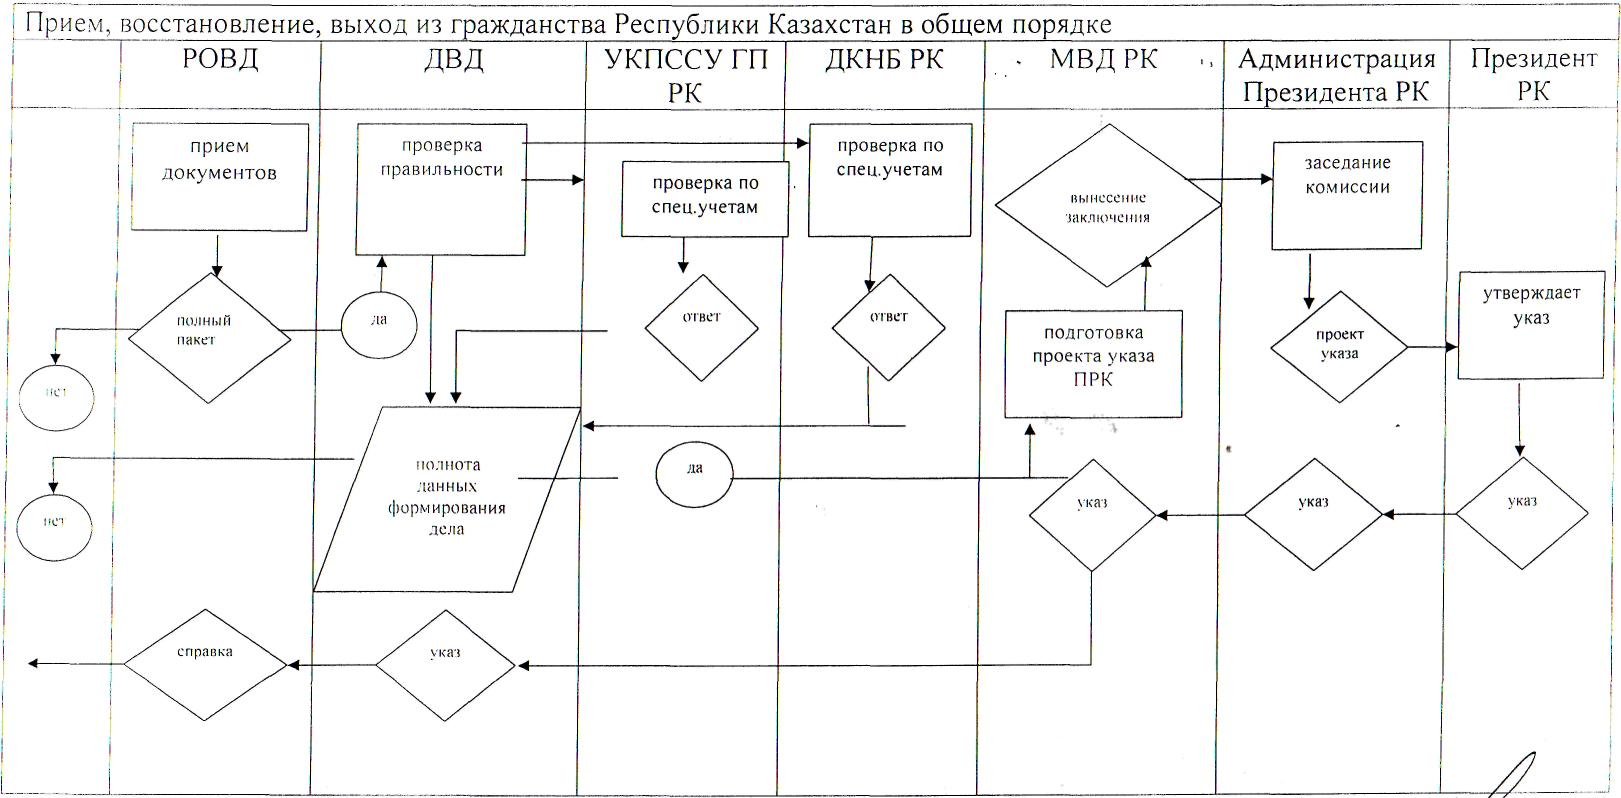 Прием, восстановление, выход из гражданства Республики Казахстан в общем порядке
РОВД
ДВД
УКПССУ ГП
РК
ДКНБ РК
МВД РК
Администрация
Президента РК
Президент
РК
прием
документов
проверка
правильности
проверка по
спец.учетам
проверка по
спец.учетам
вынесение
заключения
заседание
комиссии
полный
пакет
да
ответ
ответ
подготовка
проекта указа
ПРК
проект
указа
утверждает
указ
нет
полнота
данных
формирования
дела
да
указ
указ
указ
нет
справка
указ